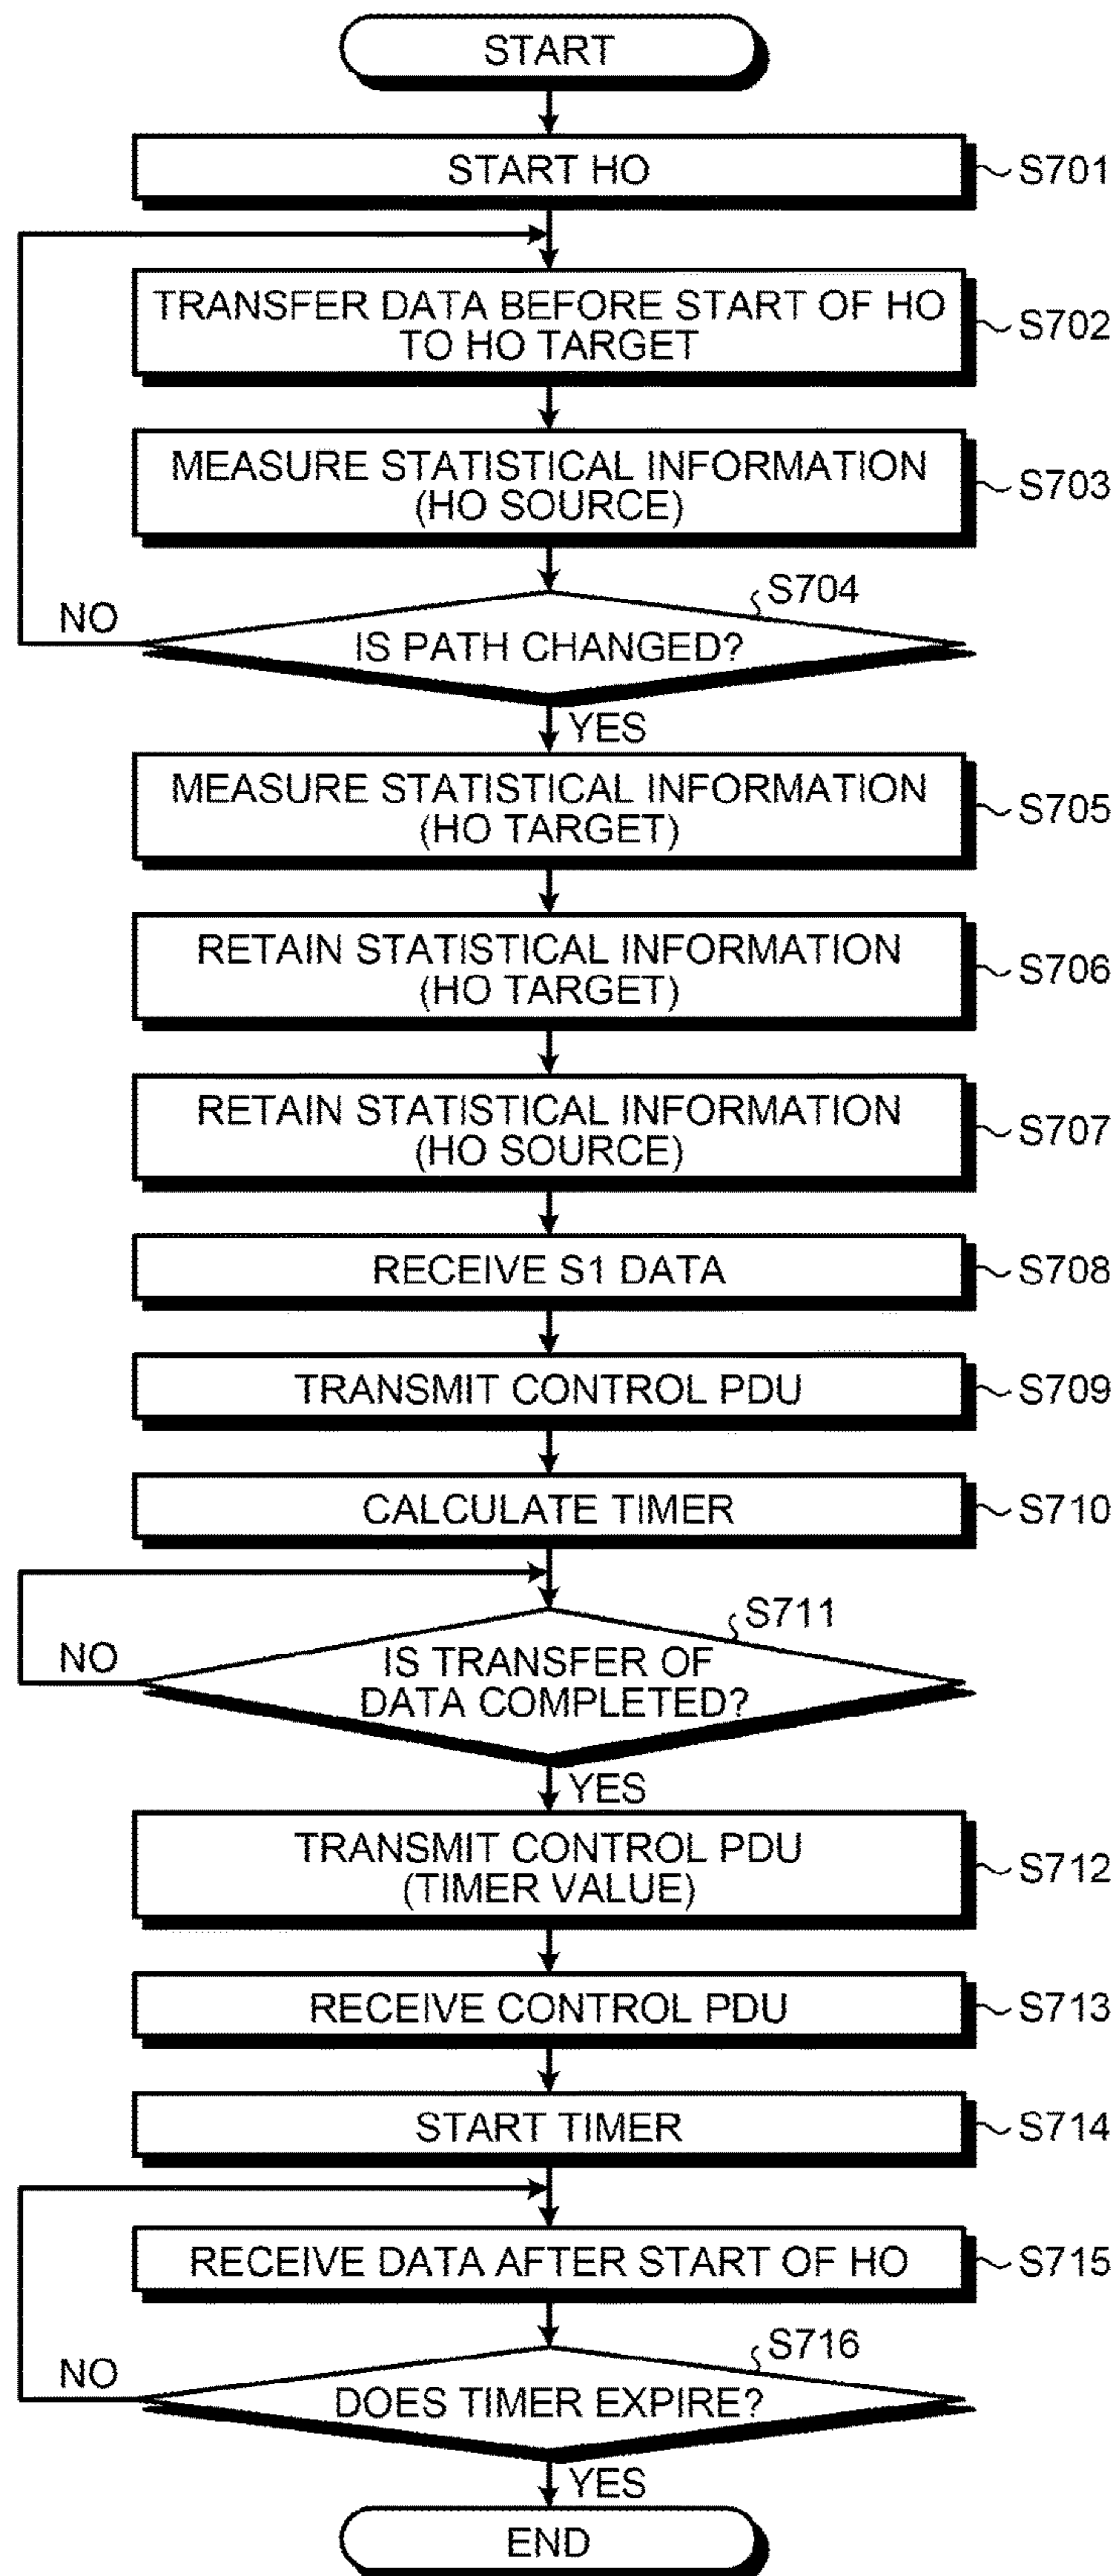 START
START HO
S701
TRANSFER DATA BEFORE START OF HO
TO HO TARGET
S702
MEASURE STATISTICAL INFORMATION
(HO SOURCE)
S703
S704
NO
IS PATH CHANGED?
YES
MEASURE STATISTICAL INFORMATION
(HO TARGET)
S705
RETAIN STATISTICAL INFORMATION
(HO TARGET)
S706
RETAIN STATISTICAL INFORMATION
(HO SOURCE)
S707
RECEIVE S1 DATA
S708
TRANSMIT CONTROL PDU
S709
CALCULATE TIMER
S710
S711
NO
IS TRANSFER OF
DATA COMPLETED?
YES
TRANSMIT CONTROL PDU
(TIMER VALUE)
S712
RECEIVE CONTROL PDU
S713
START TIMER
S714
RECEIVE DATA AFTER START OF HO
S715
S716
NO
DOES TIMER EXPIRE?
YES
END